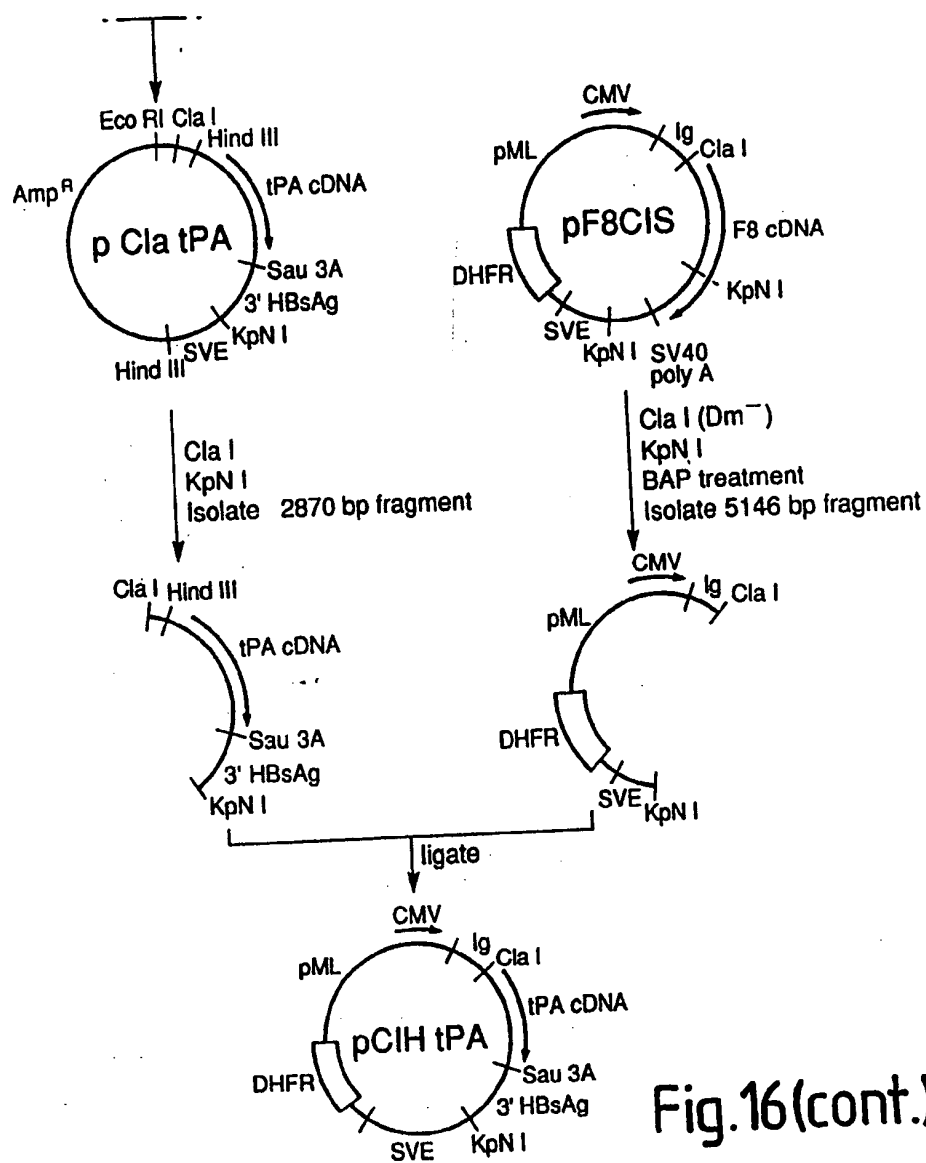 Eco RI Cla I
Hind III
Amp R
tPA cDNA
p Cla tPA
Sau 3A
3' HBsAg
KpN I
SVE
Hind III
CMV
Ig
Cla I
pML
pF8CIS
F8 cDNA
DHFR
KpN I
SVE
KpN I
SV40
poly A
Cla I
KpN I
Isolate 2870 bp fragment
Cla I (Dm⁻)
KpN I
BAP treatment
Isolate 5146 bp fragment
Cla I Hind III
tPA cDNA
Sau 3A
3' HBsAg
KpN I
CMV
Ig
Cla I
pML
DHFR
SVE
KpN I
ligate
CMV
Ig
Cla I
pML
tPA cDNA
pClH tPA
DHFR
Sau 3A
3' HBsAg
KpN I
SVE
Fig.16(cont.)